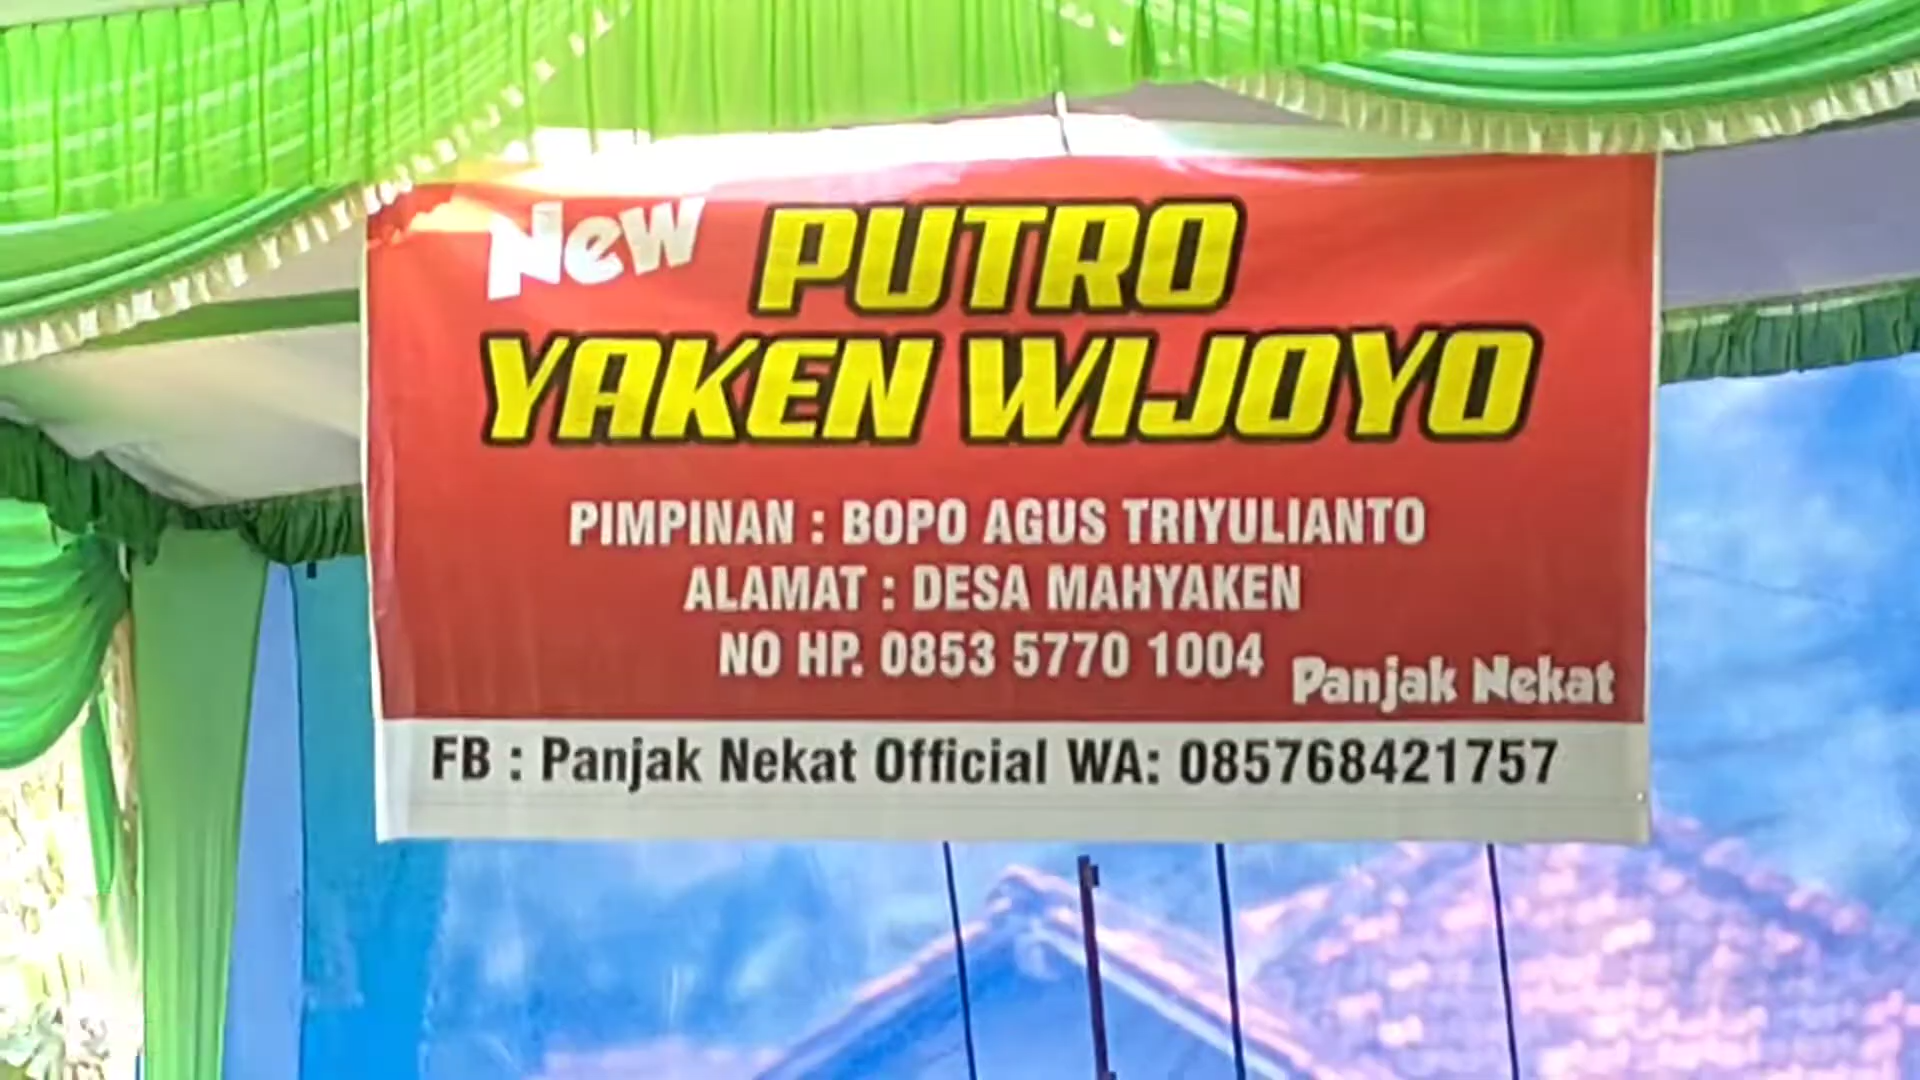 New PUTRO
YAKEN WIJOYO
PIMPINAN : BOPO AGUS TRIYULIANTO
ALAMAT : DESA MAHYAKEN
NO HP. 0853 5770 1004
Panjak Nekat
FB : Panjak Nekat Official WA: 085768421757